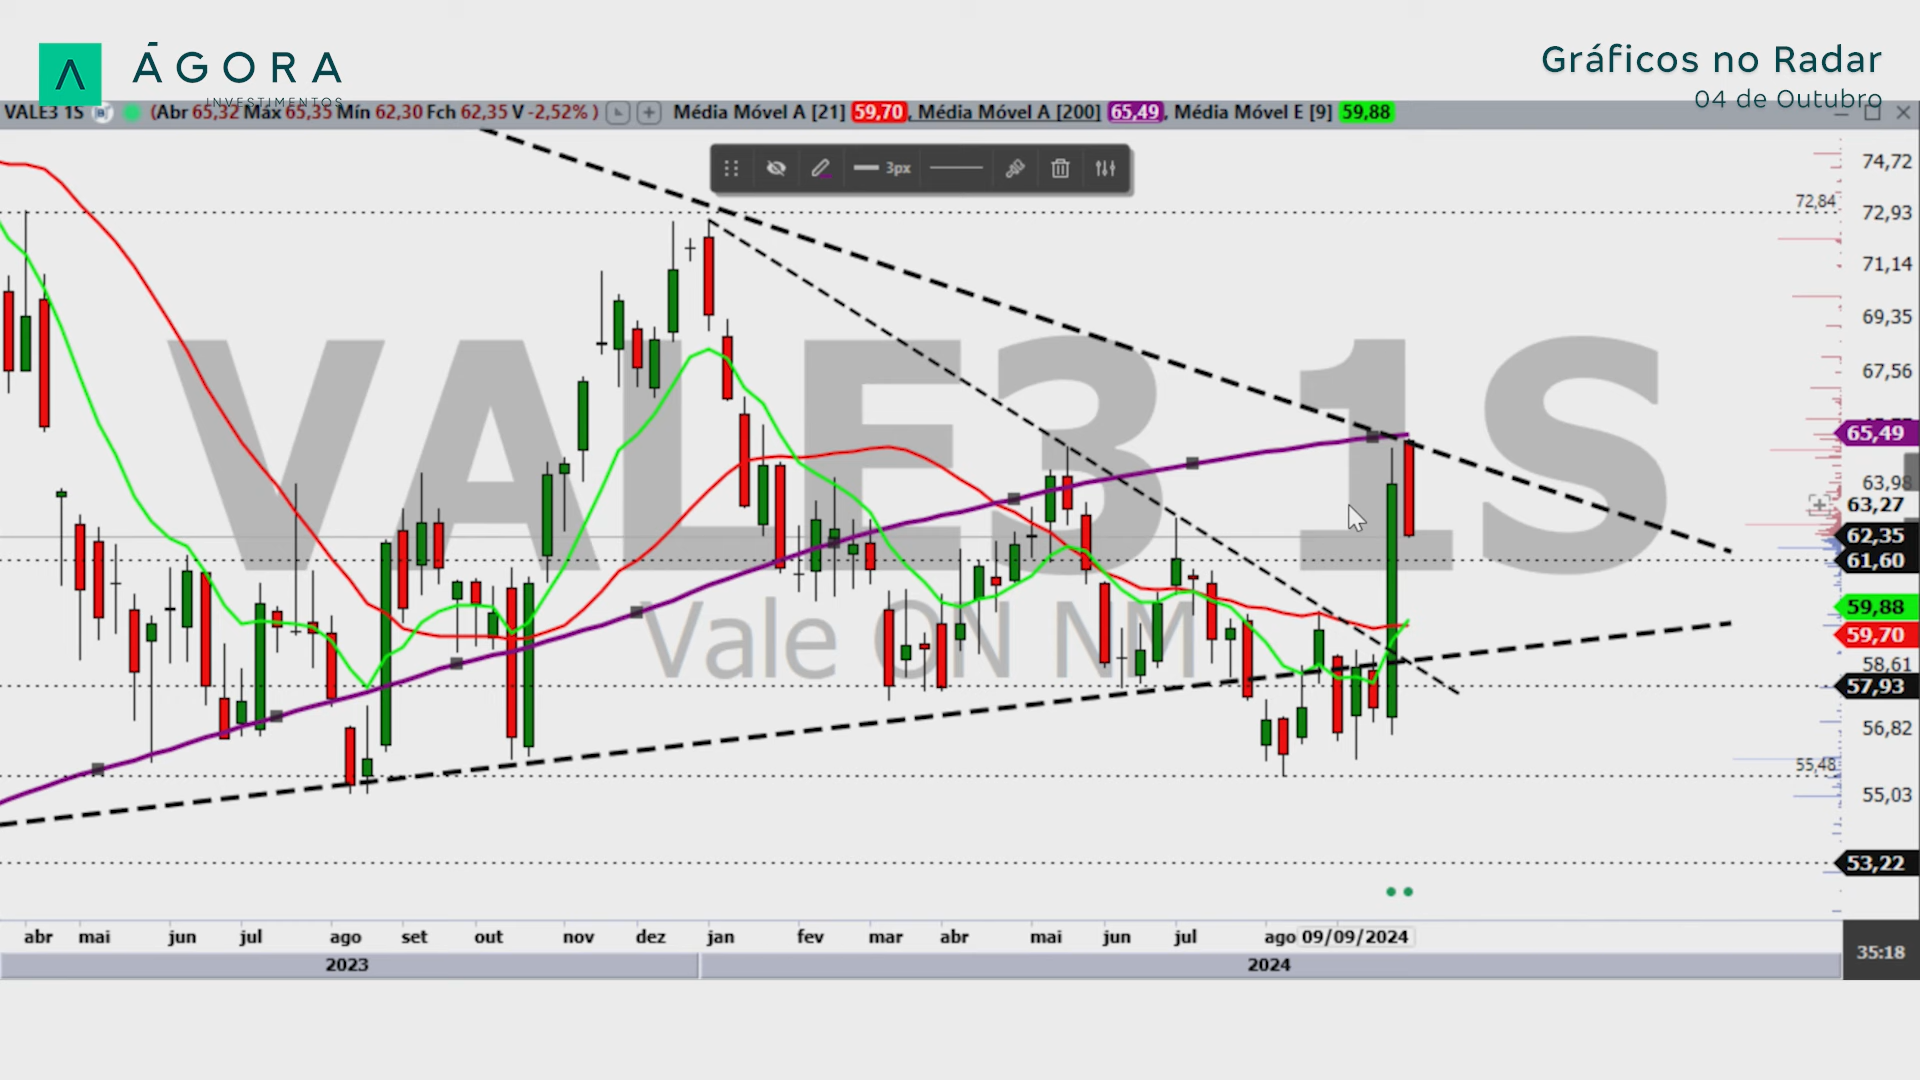 ÁGORA
INVESTIMENTOS
Gráficos no Radar
04 de Outubro
VALE3 1S (Abr 65,32 Máx 65,35 Mín 62,30 Fch 62,35 V -2,52% ) Média Móvel A [21] 59,70, Média Móvel A [200] 65,49, Média Móvel E [9] 59,88
3px
VALE3 1S
Vale ON NM
74,72
72,84
72,93
71,14
69,35
67,56
65,49
63,98
63,27
62,35
61,60
59,88
59,70
58,61
57,93
56,82
55,48
55,03
53,22
abr mai jun jul ago set out nov dez jan fev mar abr mai jun jul ago 09/09/2024
2023 2024
35:18